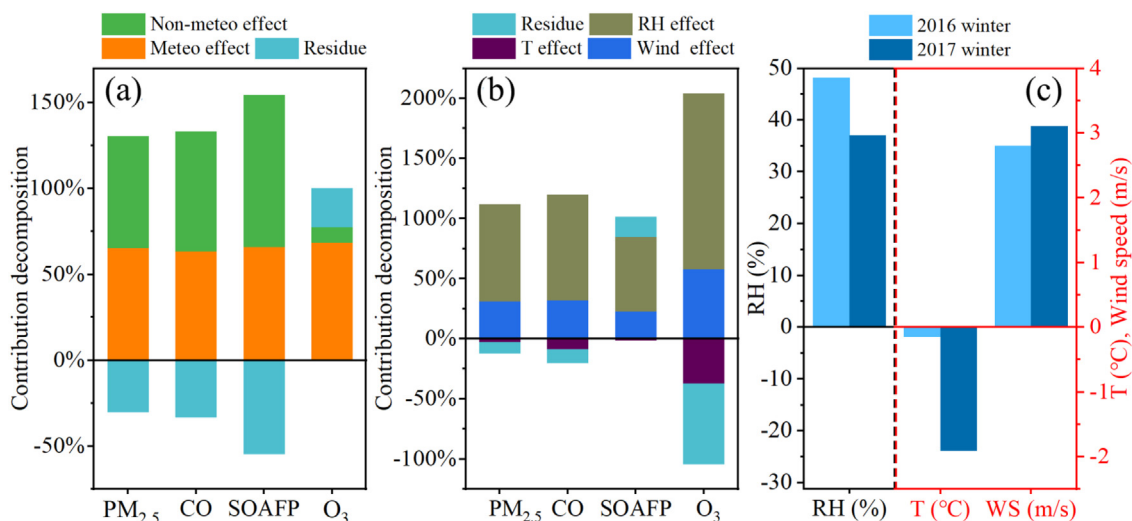 Non-meteo effect
Meteo effect Residue
(a)
Contribution decomposition
150%
100%
50%
0%
-50%
PM2.5 CO SOAFP O3
Residue RH effect
T effect Wind effect
(b)
Contribution decomposition
200%
150%
100%
50%
0%
-50%
-100%
PM2.5 CO SOAFP O3
2016 winter
2017 winter
(c)
RH (%)
50
40
30
20
10
0
-10
-20
-30
4
3
2
1
0
-1
-2
T (°C), Wind speed (m/s)
RH (%) T (°C) WS (m/s)